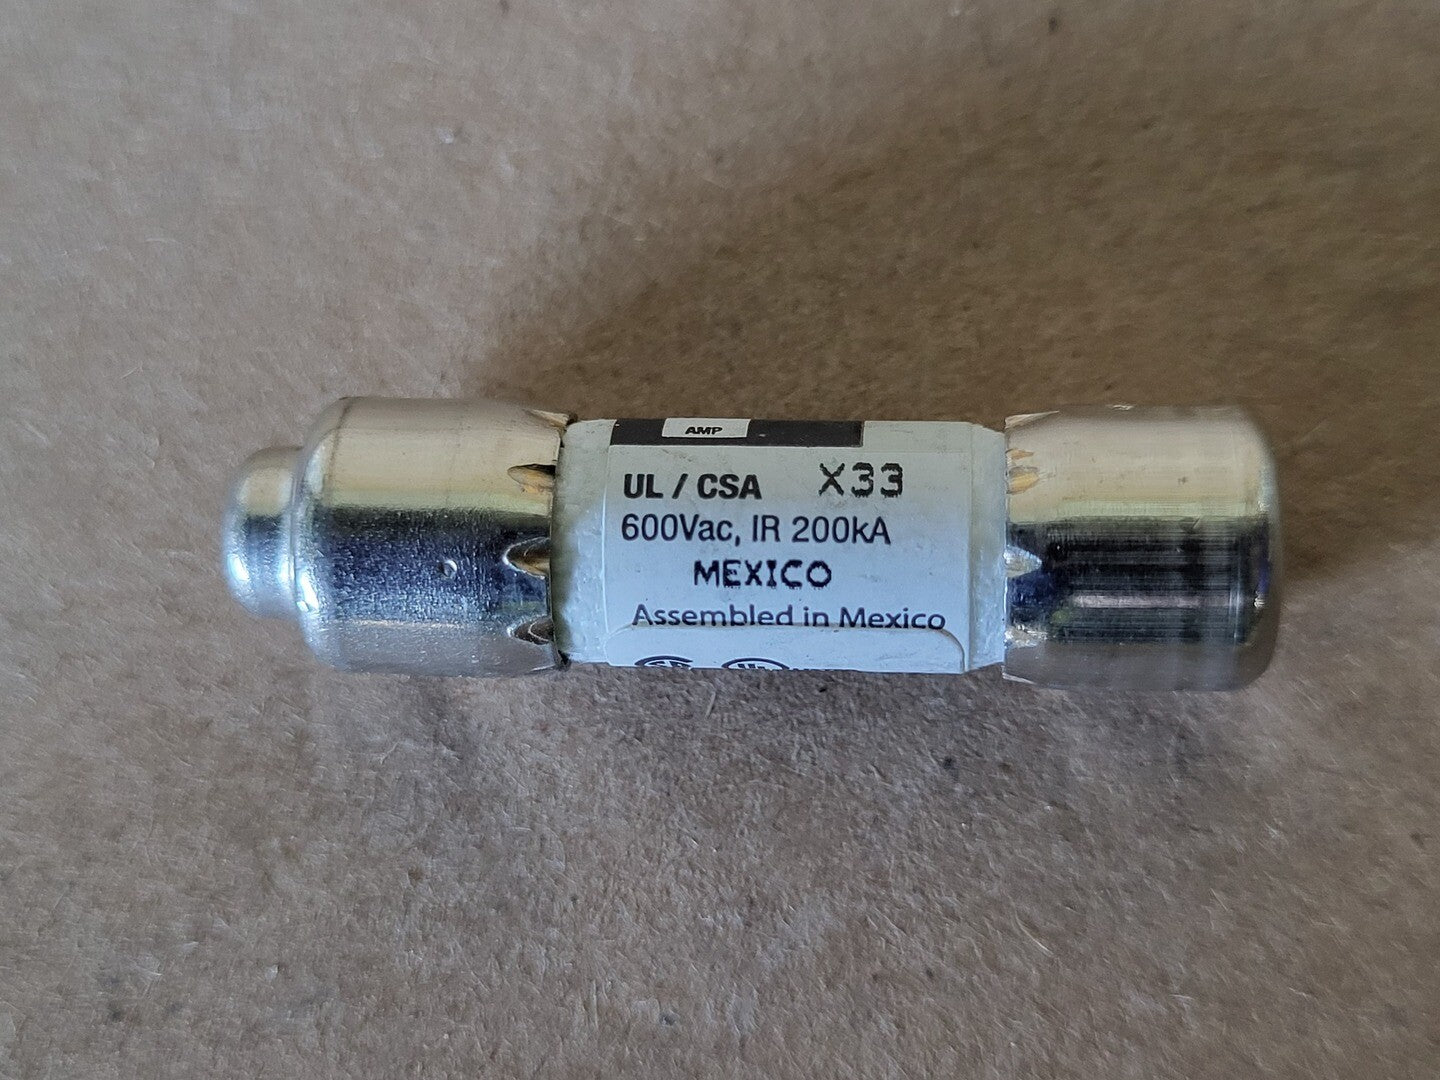 AMP
UL / CSA X33
600Vac, IR 200kA
MEXICO
Assembled in Mexico